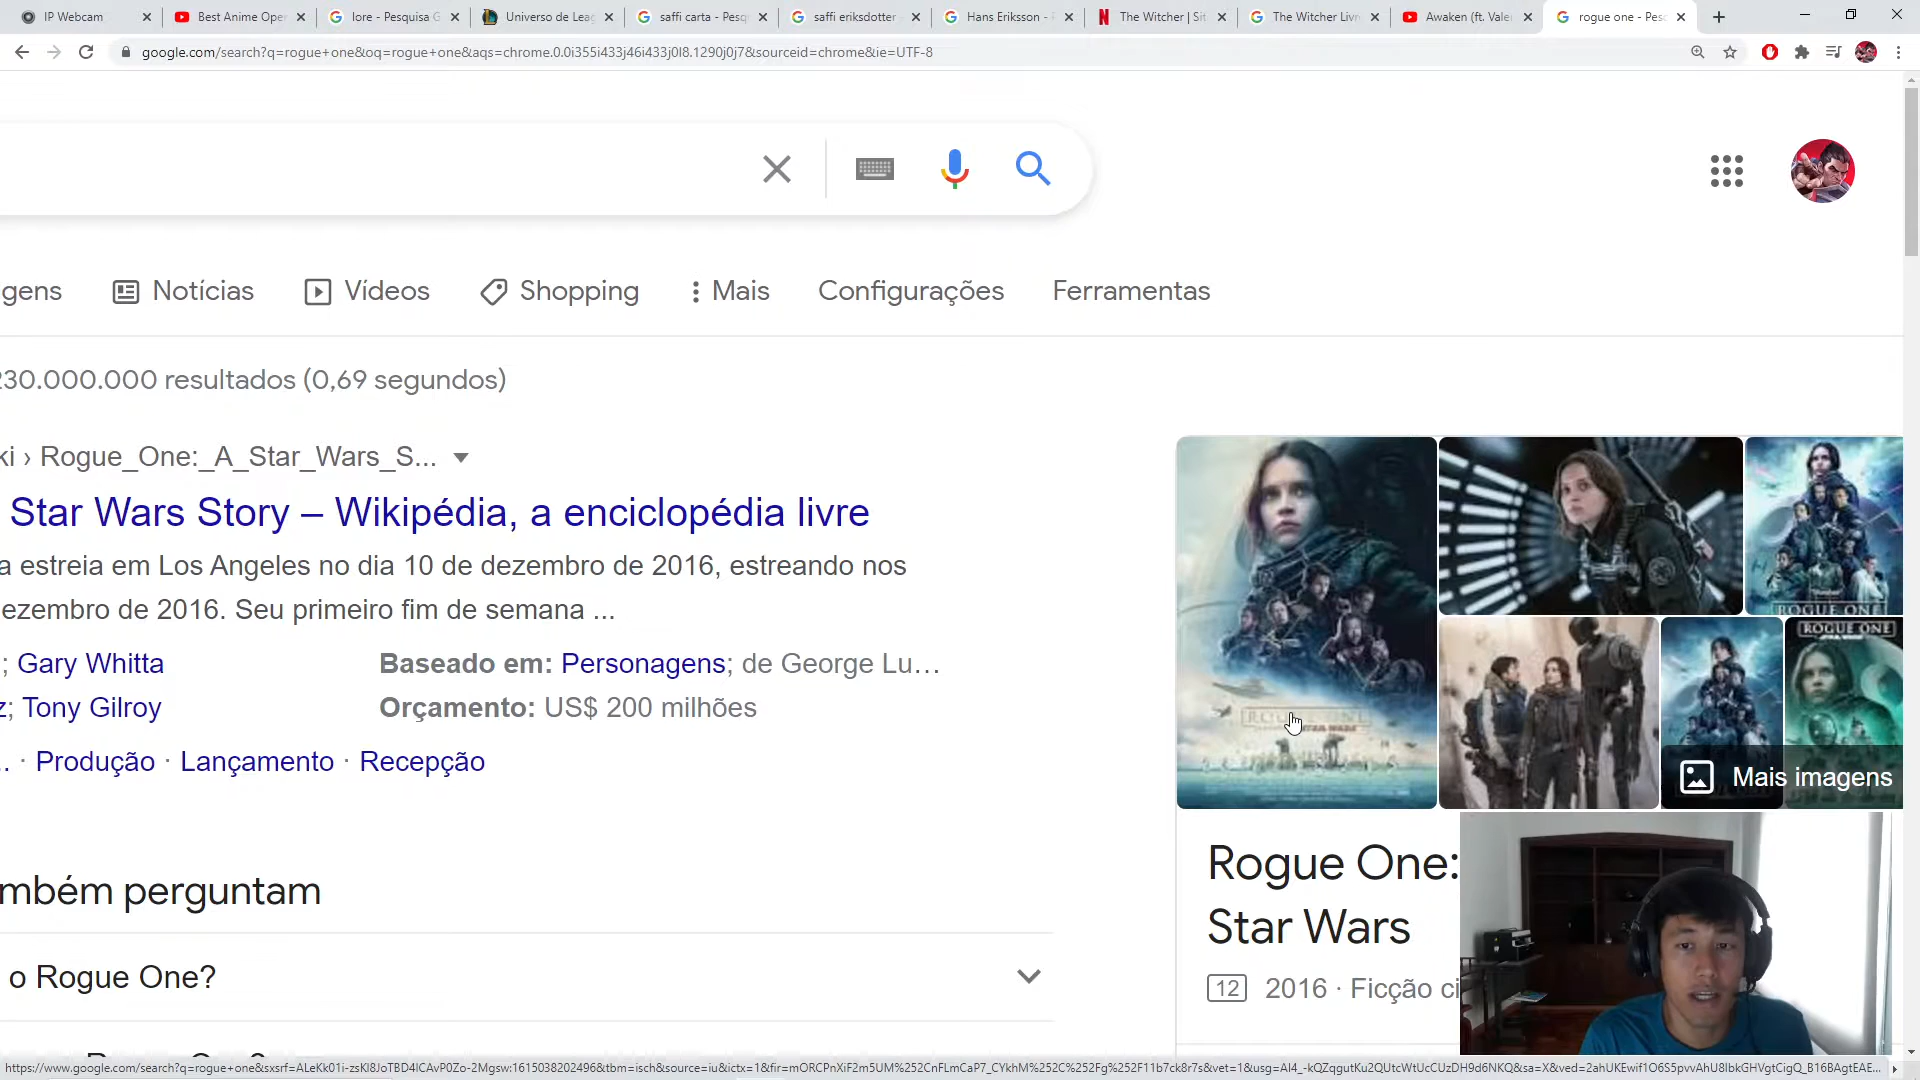 IP Webcam
Best Anime Ope
lore - Pesquisa G
Universo de Lea
saffi carta - Pesq
saffi eriksdotter
Hans Eriksson -
The Witcher | Sit
The Witcher Livr
Awaken (ft. Vale
rogue one - Pesc
google.com/search?q=rogue+one&oq=rogue+one&aqs=chrome.0.0i355i433j46i433j0l8.1290j0j7&sourceid=chrome&ie=UTF-8
gens
Notícias
Vídeos
Shopping
Mais
Configurações
Ferramentas
230.000.000 resultados (0,69 segundos)
ki › Rogue_One:_A_Star_Wars_S...
Star Wars Story – Wikipédia, a enciclopédia livre
a estreia em Los Angeles no dia 10 de dezembro de 2016, estreando nos
ezembro de 2016. Seu primeiro fim de semana ...
; Gary Whitta
Baseado em: Personagens; de George Lu...
z; Tony Gilroy
Orçamento: US$ 200 milhões
.. · Produção · Lançamento · Recepção
ROGUE ONE
ROGUE ONE
Mais imagens
mbém perguntam
o Rogue One?
Rogue One:
Star Wars
12 2016 · Ficção ci